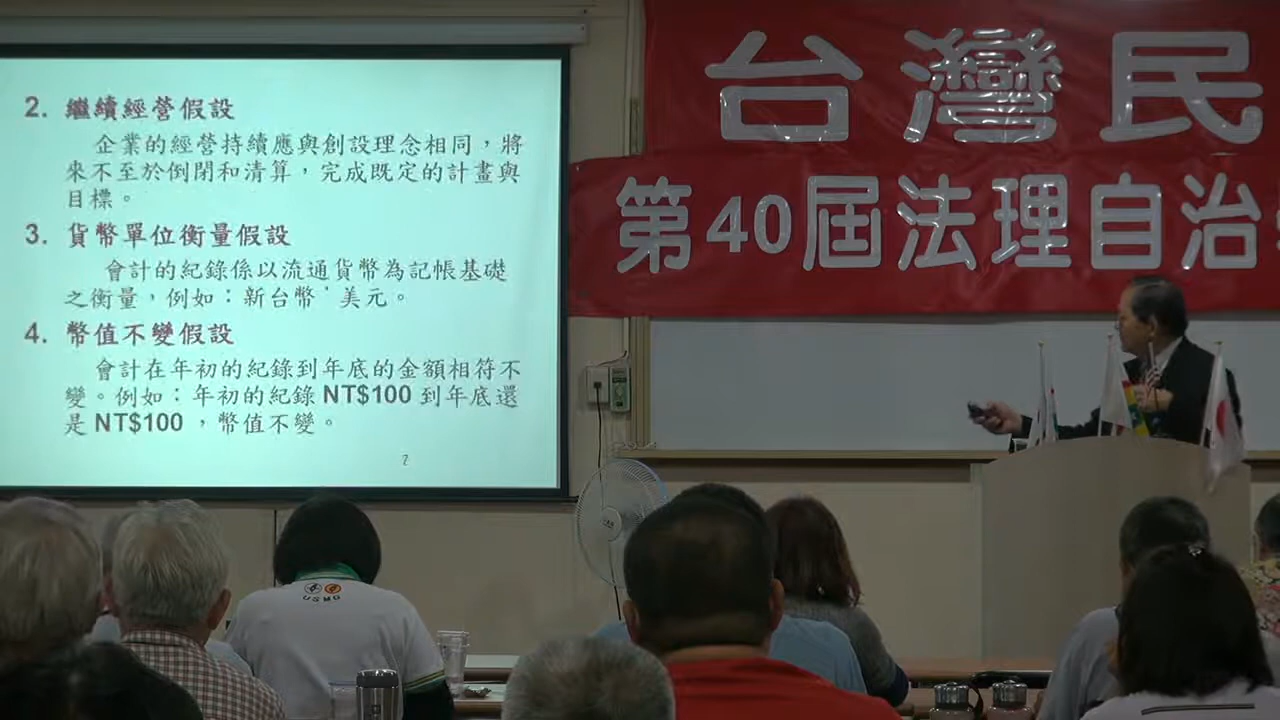 2. 繼續經營假設
企業的經營持續應與創設理念相同，將
來不至於倒閉和清算，完成既定的計畫與
目標。
3. 貨幣單位衡量假設
會計的紀錄係以流通貨幣為記帳基礎
之衡量，例如：新台幣、美元。
4. 幣值不變假設
會計在年初的紀錄到年底的金額相符不
變。例如：年初的紀錄 NT$100 到年底還
是 NT$100 ，幣值不變。
7
台灣民
第40屆法理自治
USMG